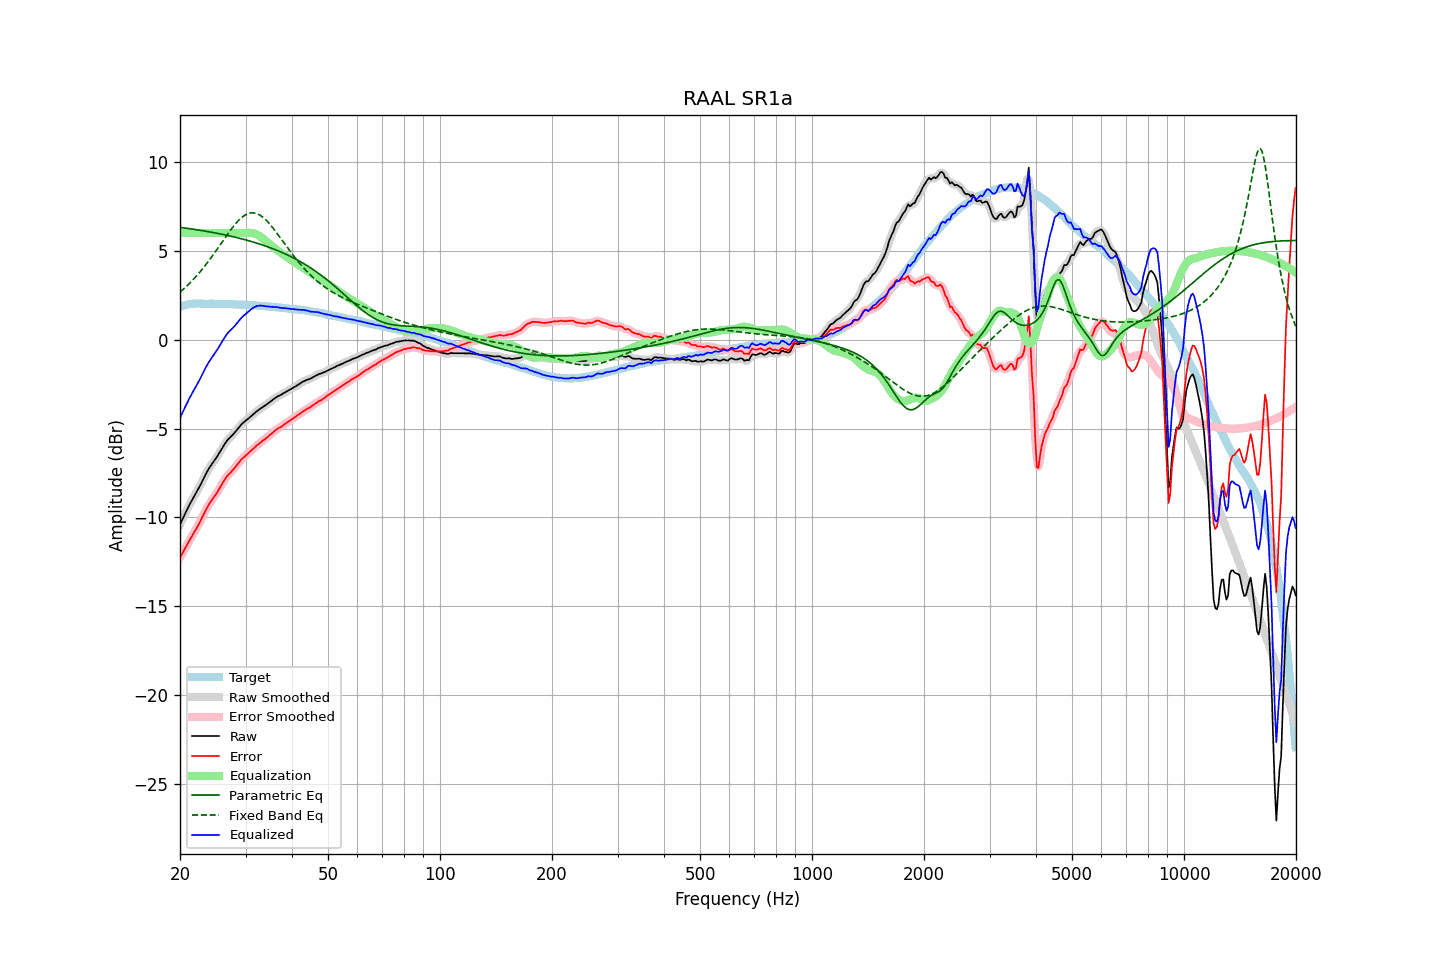 RAAL SR1a
Amplitude (dBr)
10
5
0
−5
−10
−15
−20
−25
Target
Raw Smoothed
Error Smoothed
Raw
Error
Equalization
Parametric Eq
Fixed Band Eq
Equalized
20 50 100 200 500 1000 2000 5000 10000 20000
Frequency (Hz)